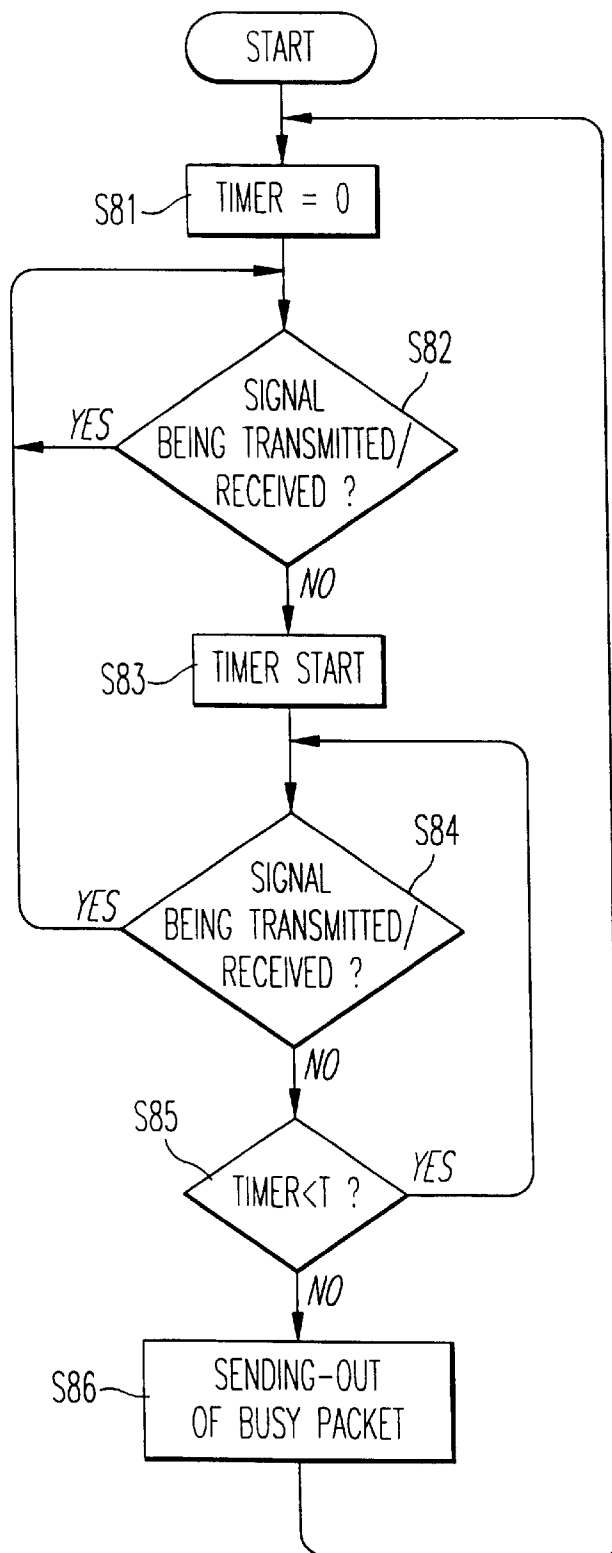 START
S81
TIMER = 0
S82
SIGNAL
BEING TRANSMITTED/
RECEIVED ?
YES
NO
S83
TIMER START
S84
SIGNAL
BEING TRANSMITTED/
RECEIVED ?
YES
NO
S85
TIMER<T ?
YES
NO
S86
SENDING-OUT
OF BUSY PACKET